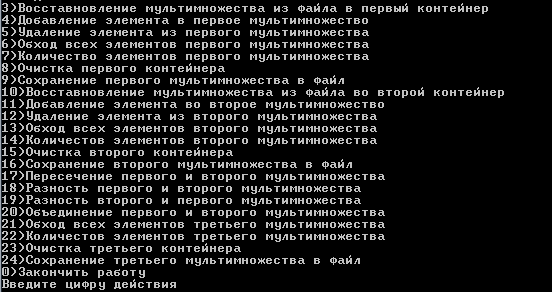 3)Восстановление мультимножества из файла в первый контейнер
4)Добавление элемента в первое мультимножество
5)Удаление элемента из первого мультимножества
6)Обход всех элементов первого мультимножества
7)Количество элементов первого мультимножества
8)Очистка первого контейнера
9)Сохранение первого мультимножества в файл
10)Восстановление мультимножества из файла во второй контейнер
11)Добавление элемента во второе мультимножество
12)Удаление элемента из второго мультимножества
13)Обход всех элементов второго мультимножества
14)Количестов элементов второго мультимножества
15)Очистка второго контейнера
16)Сохранение второго мультимножества в файл
17)Пересечение первого и второго мультимножества
18)Разность первого и второго мультимножества
19)Разность второго и первого мультимножества
20)Объединение первого и второго мультимножества
21)Обход всех элементов третьего мультимножества
22)Количестов элементов третьего мультимножества
23)Очистка третьего контейнера
24)Сохранение третьего мультимножества в файл
0)Закончить работу
Введите цифру действия